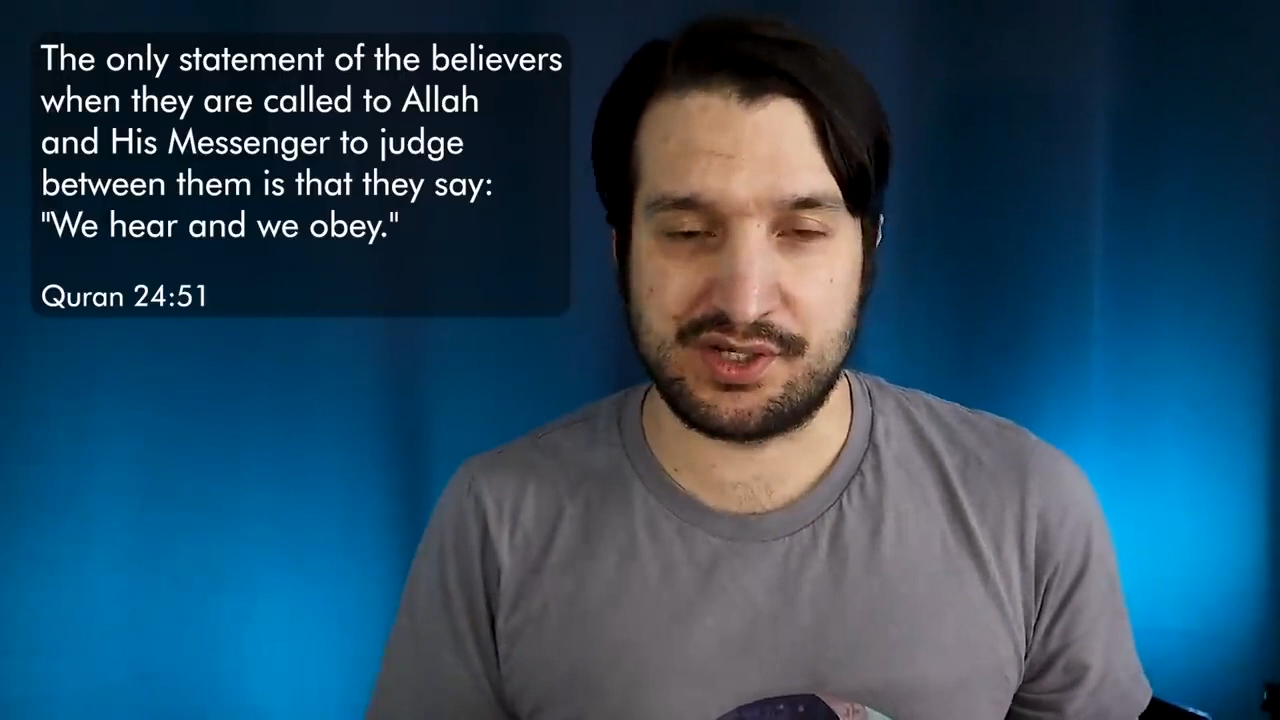 The only statement of the believers
when they are called to Allah
and His Messenger to judge
between them is that they say:
"We hear and we obey."
Quran 24:51